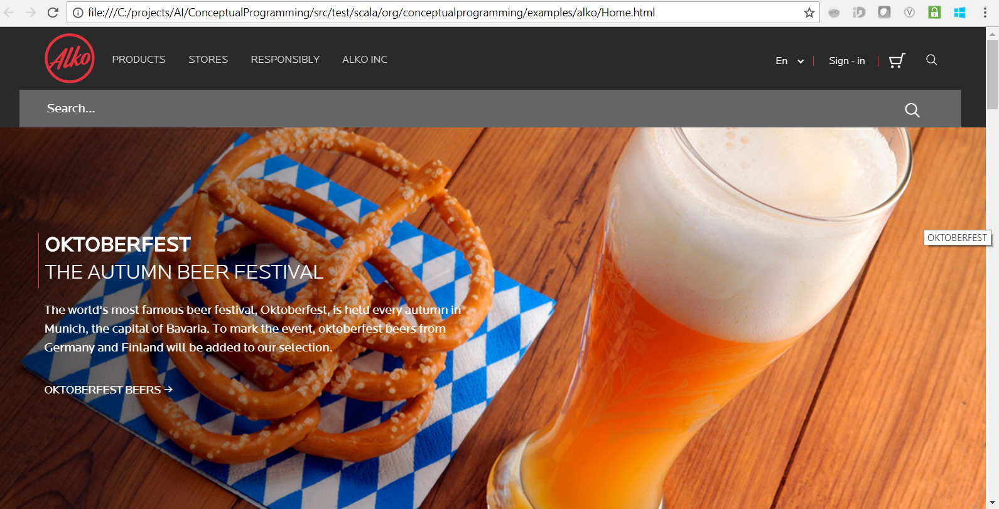 file:///C:/projects/AI/ConceptualProgramming/src/test/scala/org/conceptualprogramming/examples/alko/Home.html
Alko
PRODUCTS STORES RESPONSIBLY ALKO INC
En Sign - in
Search...
OKTOBERFEST
THE AUTUMN BEER FESTIVAL
OKTOBERFEST
The world's most famous beer festival, Oktoberfest, is held every autumn in
Munich, the capital of Bavaria. To mark the event, oktoberfest beers from
Germany and Finland will be added to our selection.
OKTOBERFEST BEERS →